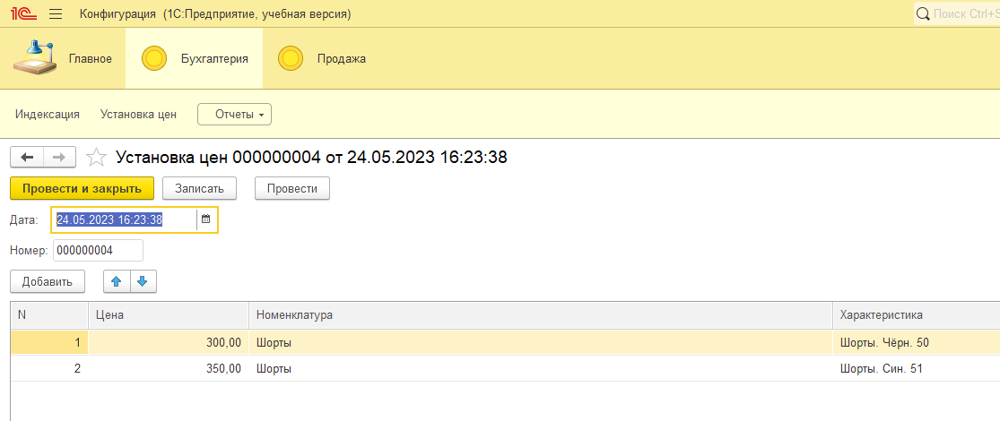 1С Конфигурация (1С:Предприятие, учебная версия) Поиск Ctrl+S
Главное Бухгалтерия Продажа
Индексация Установка цен Отчеты
Установка цен 000000004 от 24.05.2023 16:23:38
Провести и закрыть Записать Провести
Дата: 24.05.2023 16:23:38
Номер: 000000004
Добавить
N Цена Номенклатура Характеристика
1 300,00 Шорты Шорты. Чёрн. 50
2 350,00 Шорты Шорты. Син. 51